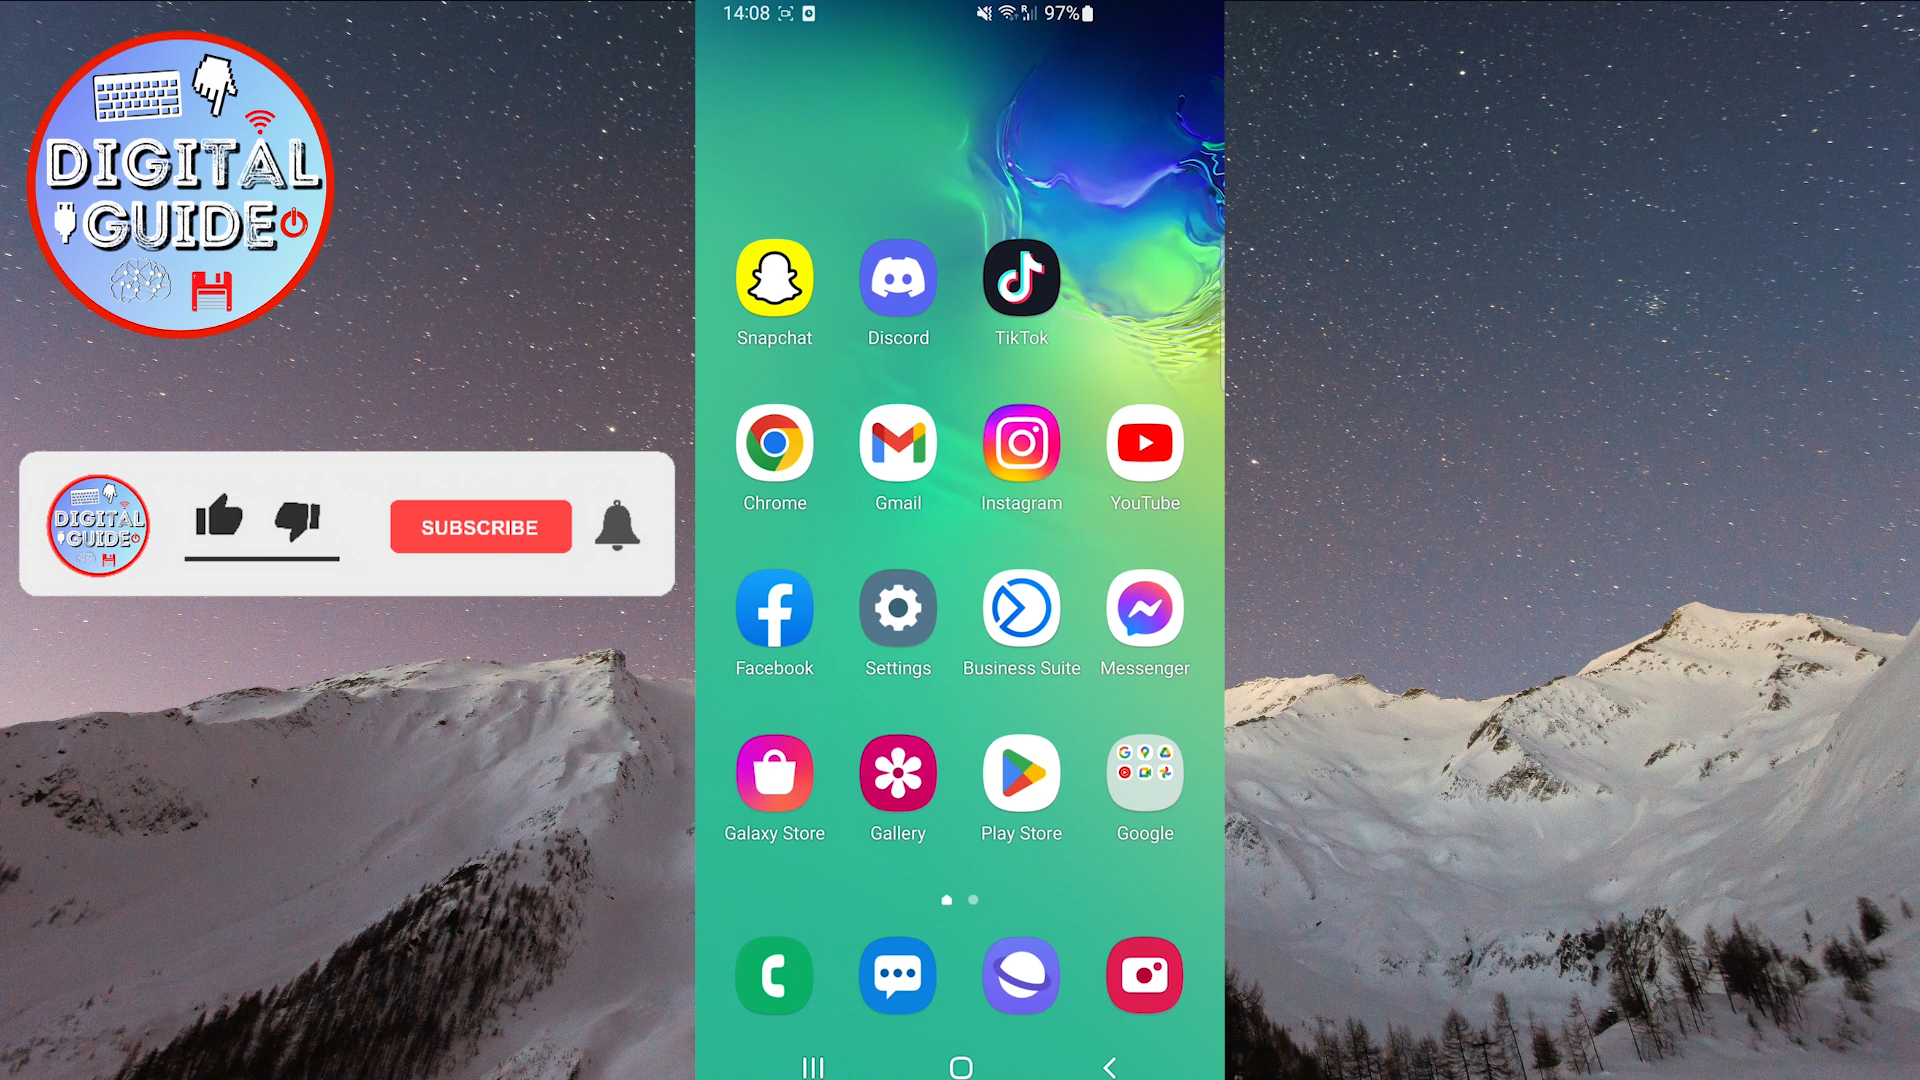 DIGITAL
GUIDE
DIGITAL
GUIDE
SUBSCRIBE
14:08
R
97%
Snapchat
Discord
TikTok
Chrome
Gmail
Instagram
YouTube
Facebook
Settings
Business Suite
Messenger
Galaxy Store
Gallery
Play Store
Google